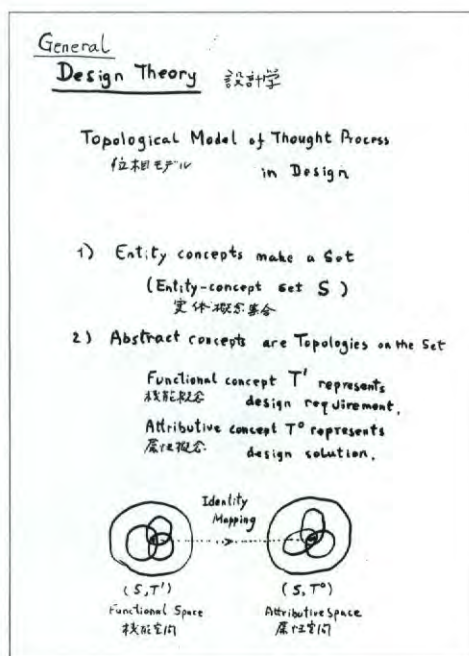 General
Design Theory 設計学
Topological Model of Thought Process
位相モデル in Design
1) Entity concepts make a Set
(Entity-concept set S)
実体概念集合
2) Abstract concepts are Topologies on the Set
Functional concept T' represents
機能概念 design requirement.
Attributive concept T° represents
属性概念 design solution.
Identity
Mapping
(S, T') (S, T°)
Functional Space Attributive Space
機能空間 属性空間